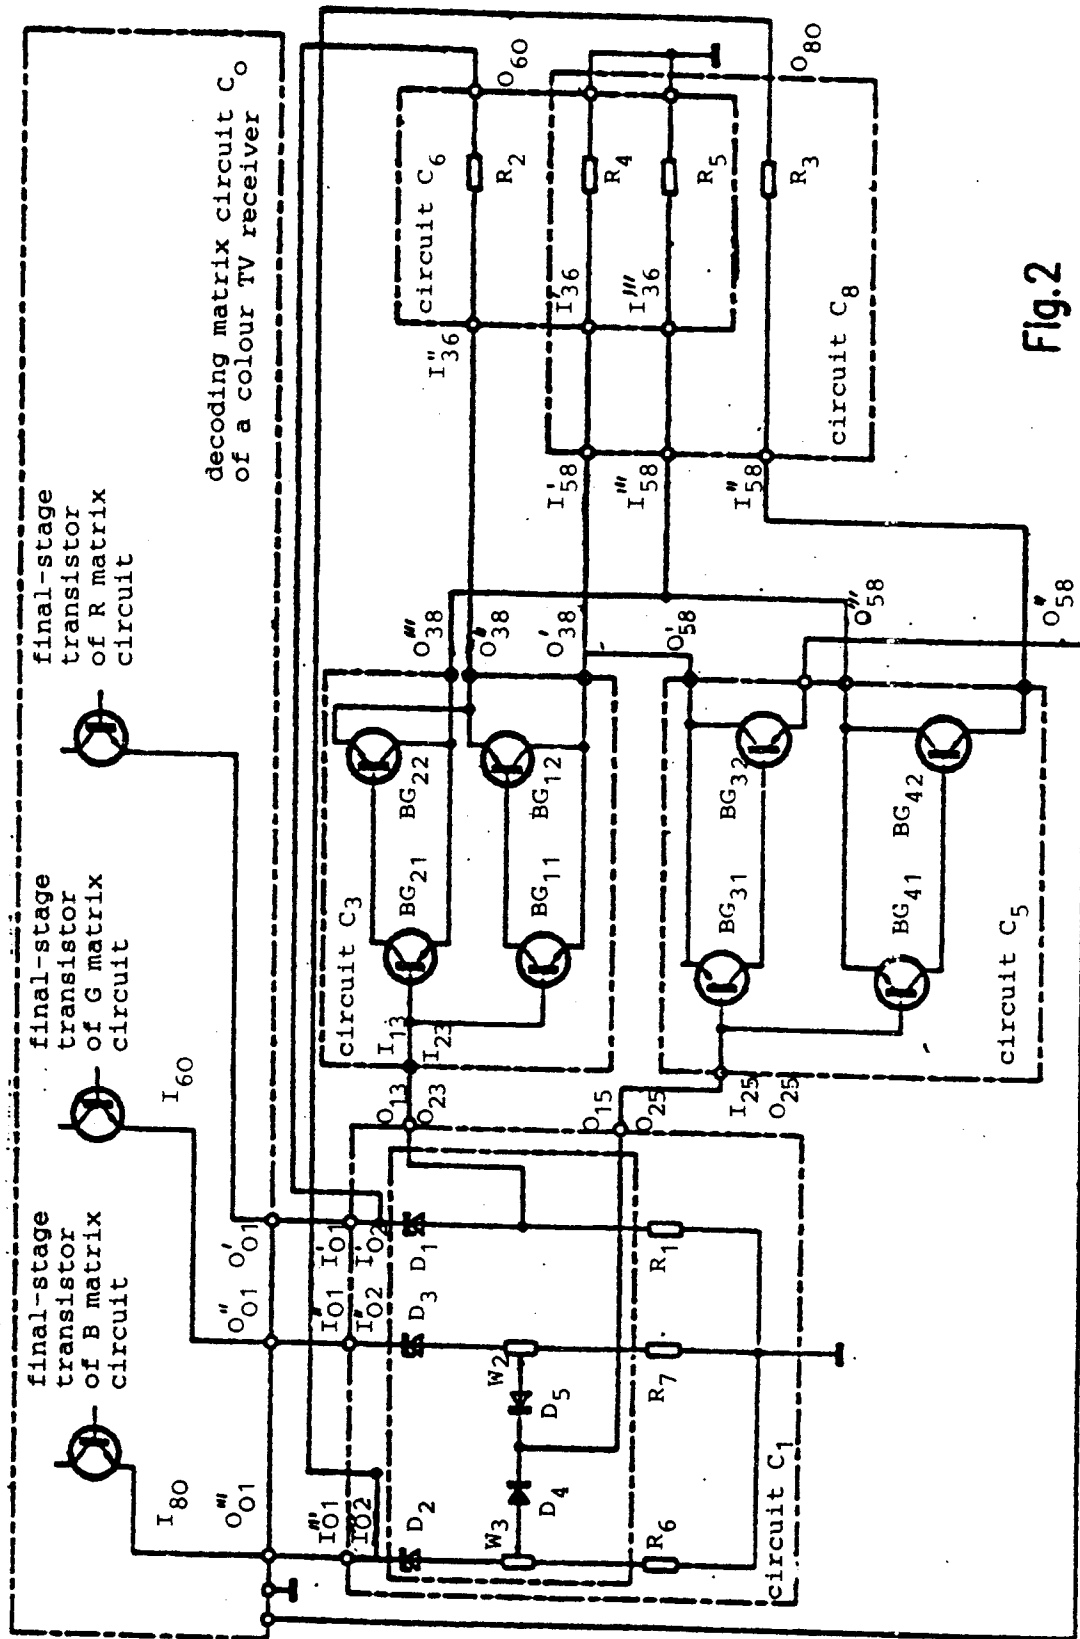 final-stage
transistor
of B matrix
circuit
final-stage
transistor
of G matrix
circuit
final-stage
transistor
of R matrix
circuit
decoding matrix circuit C₀
of a colour TV receiver
I₈₀
I₆₀
O'''₀₁
O''₀₁
O'₀₁
I'''₀₁
I'''₀₂
I''₀₁
I''₀₂
I'₀₁
I'₀₂
D₂
D₃
D₁
W₃
W₂
D₄
D₅
R₆
R₇
R₁
circuit C₁
O₁₃
O₂₃
O₁₅
O₂₅
I₁₃
I₂₃
I₂₅
O₂₅
circuit C₃
BG₂₁
BG₂₂
BG₁₁
BG₁₂
O'''₃₈
O''₃₈
O'₃₈
BG₃₁
BG₃₂
BG₄₁
BG₄₂
circuit C₅
O'₅₈
O'''₅₈
O''₅₈
I''₃₆
I'₃₆
I'''₃₆
circuit C₆
O₆₀
R₂
R₄
R₅
R₃
I'₅₈
I'''₅₈
I''₅₈
circuit C₈
O₈₀
Fig.2